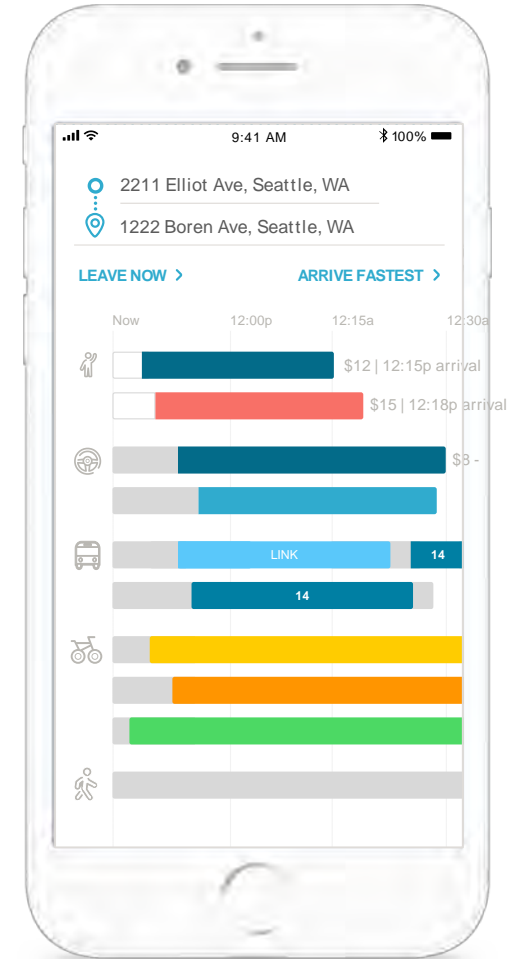 9:41 AM 100%
2211 Elliot Ave, Seattle, WA
1222 Boren Ave, Seattle, WA
LEAVE NOW > ARRIVE FASTEST >
Now 12:00p 12:15a 12:30a
$12 | 12:15p arrival
$15 | 12:18p arrival
$8 -
LINK 14
14